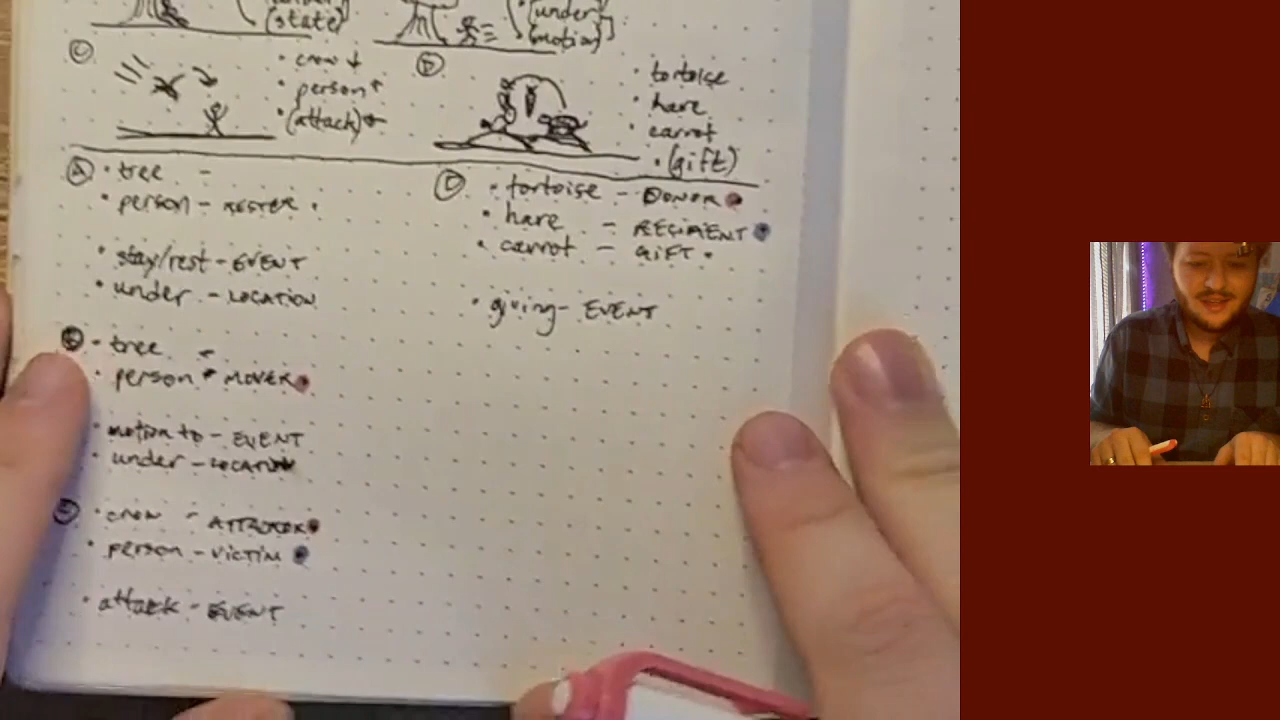 (state)
(under)
(motion)]
C
• crow ↓
• person ↑
• (attack)
D
• tortoise
• hare
• carrot
• (gift)
A • tree -
• person - RESTER .
• stay/rest - EVENT
• under - LOCATION
B - tree
• person - MOVER
• motion to - EVENT
• under - LOCATION
• crow - ATTACKER
• person - VICTIM
• attack - EVENT
D • tortoise - DONOR
• hare - RECIPIENT
• carrot - GIFT .
• giving - EVENT